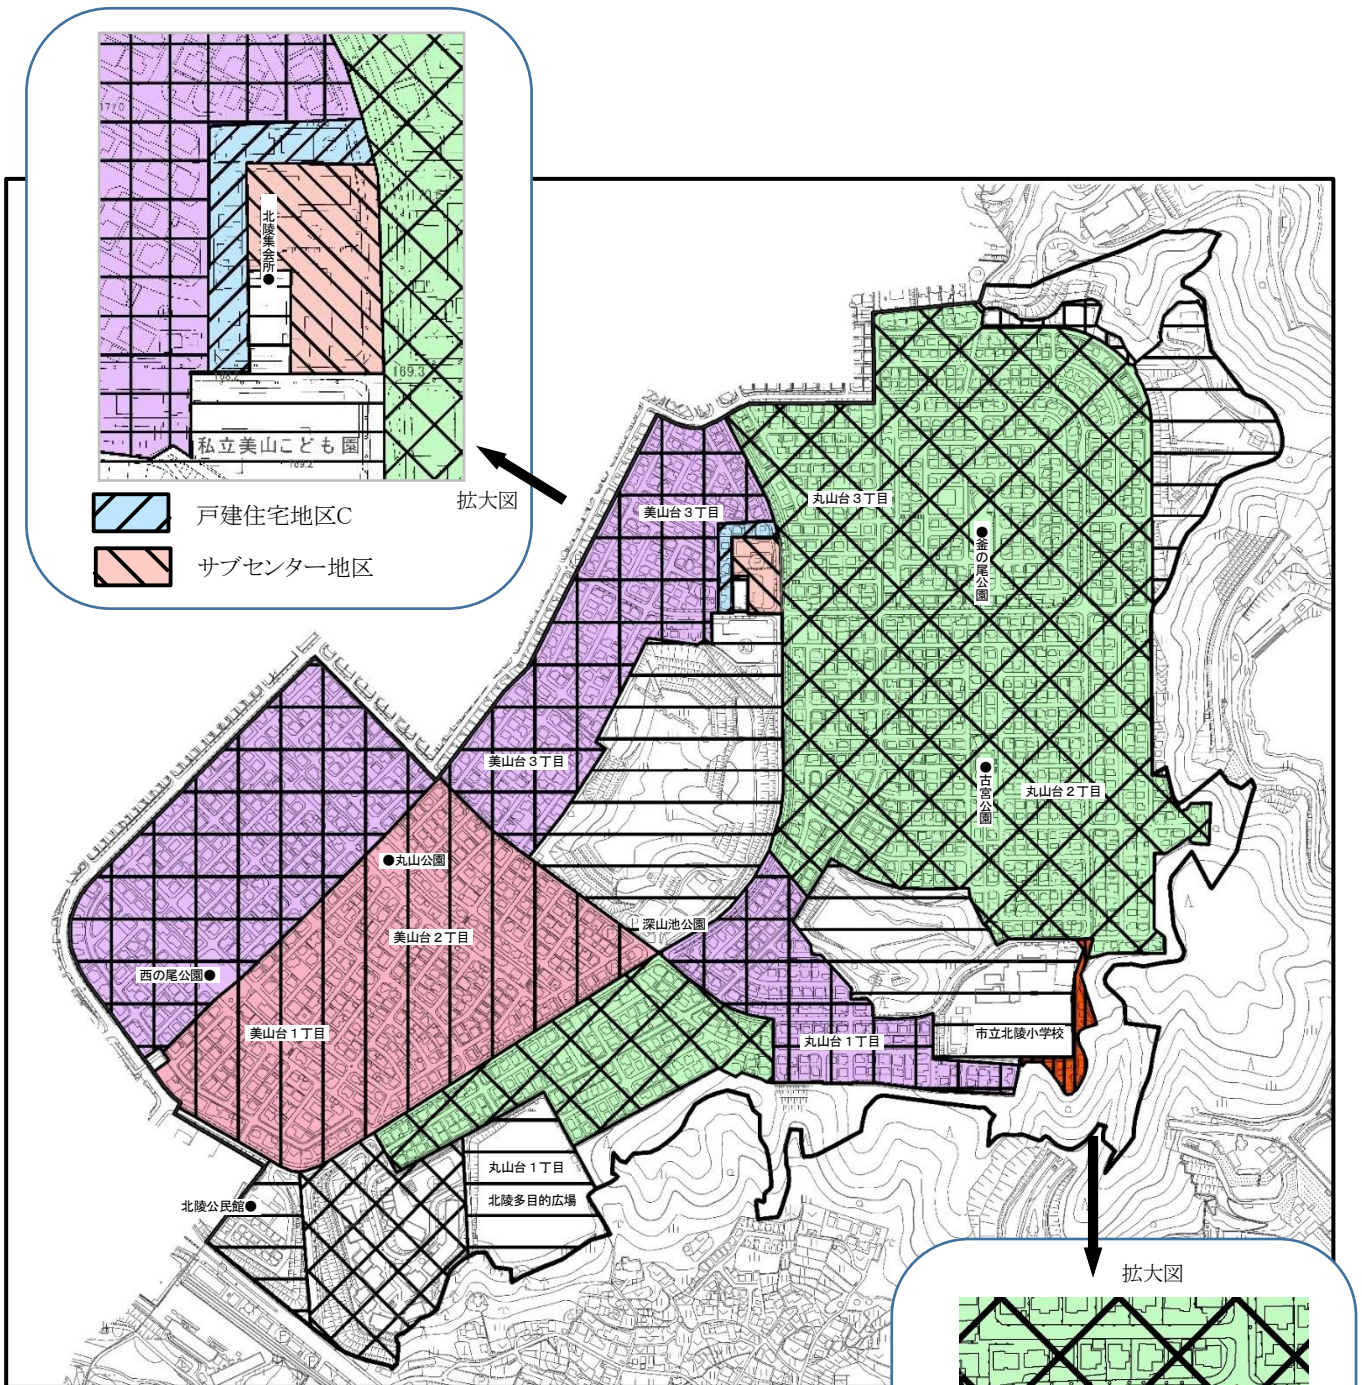 171.0
170.5
北陵集会所
168.2
169.3
私立美山こども園
169.2
戸建住宅地区C
サブセンター地区
拡大図
美山台3丁目
丸山台3丁目
釜の尾公園
美山台3丁目
古宮公園
丸山台2丁目
丸山公園
深山池公園
美山台2丁目
西の尾公園
美山台1丁目
丸山台1丁目
市立北陵小学校
丸山台1丁目
北陵多目的広場
北陵公民館
拡大図